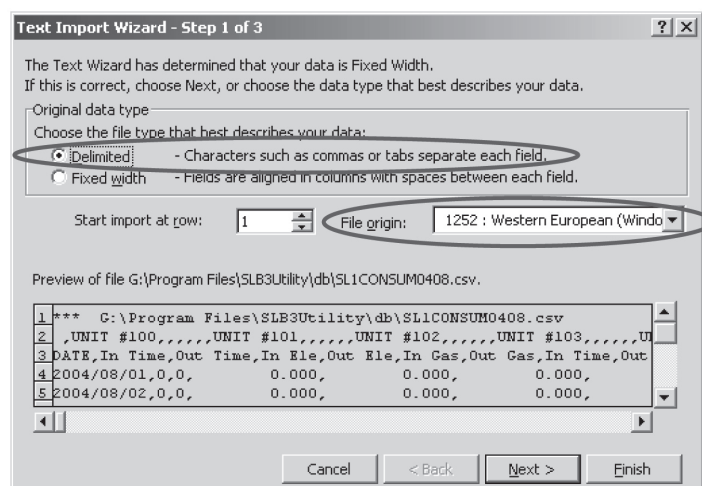 Text Import Wizard - Step 1 of 3
The Text Wizard has determined that your data is Fixed Width.
If this is correct, choose Next, or choose the data type that best describes your data.
Original data type
Choose the file type that best describes your data:
Delimited - Characters such as commas or tabs separate each field.
Fixed width - Fields are aligned in columns with spaces between each field.
Start import at row: 1 File origin: 1252 : Western European (Windo
Preview of file G:\Program Files\SLB3Utility\db\SL1CONSUM0408.csv.
1 *** G:\Program Files\SLB3Utility\db\SL1CONSUM0408.csv
2 ,UNIT #100,,,,,,UNIT #101,,,,,,UNIT #102,,,,,,UNIT #103,,,,,,U
3 DATE,In Time,Out Time,In Ele,Out Ele,In Gas,Out Gas,In Time,Out
4 2004/08/01,0,0, 0.000, 0.000, 0.000,
5 2004/08/02,0,0, 0.000, 0.000, 0.000,
Cancel < Back Next > Finish